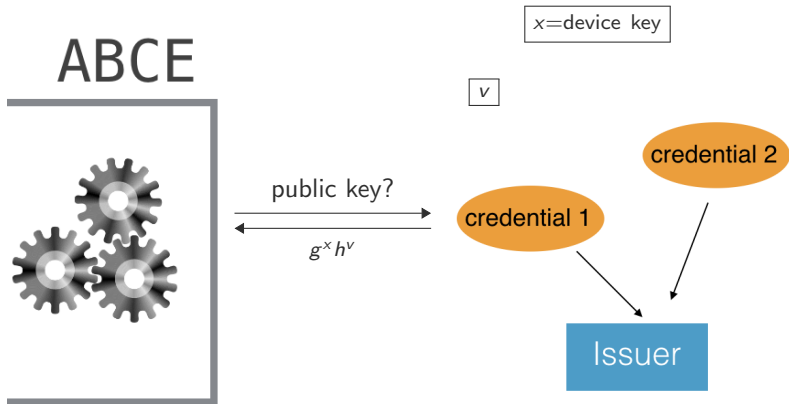 x=device key
ABCE
v
credential 2
public key?
credential 1
g^x h^v
Issuer